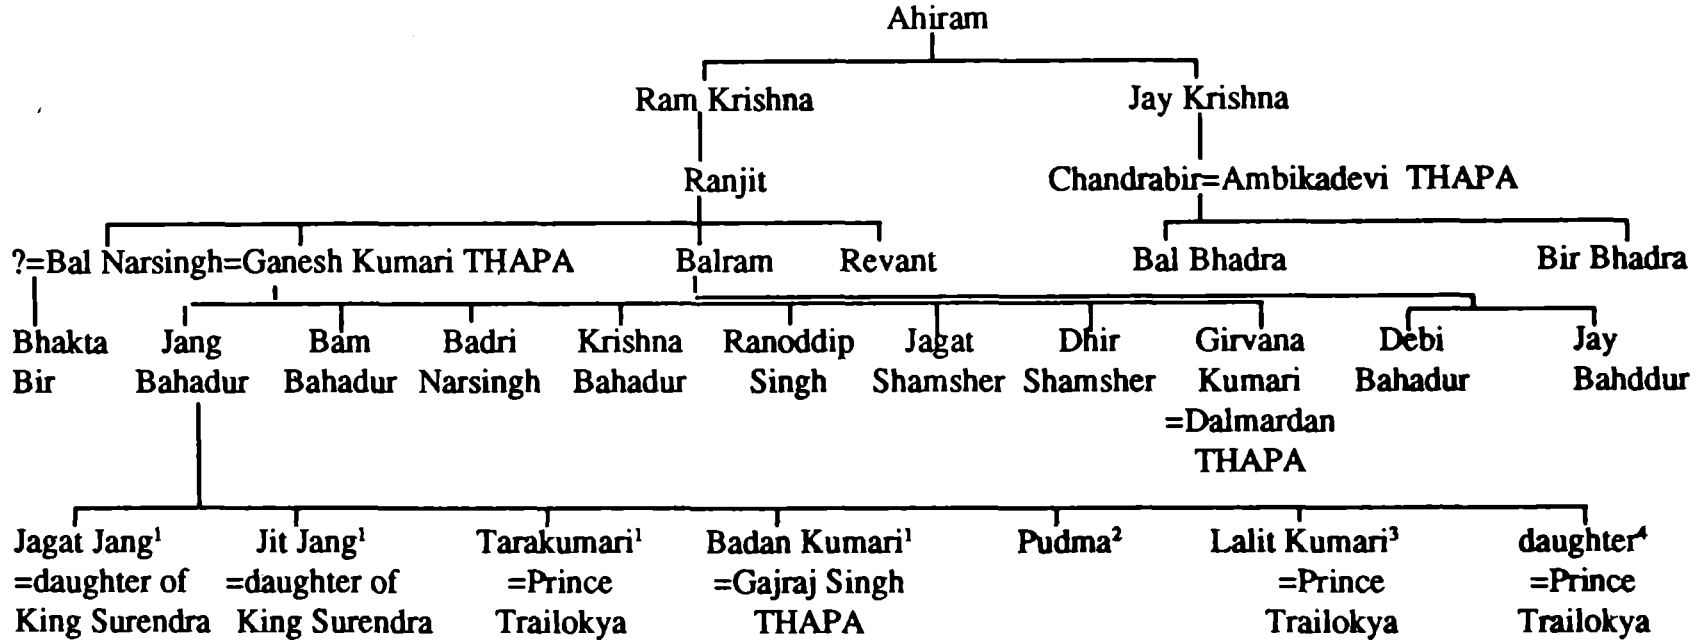 Ahiram
Ram Krishna Jay Krishna
Ranjit Chandrabir=Ambikadevi THAPA
?=Bal Narsingh=Ganesh Kumari THAPA Balram Revant Bal Bhadra Bir Bhadra
Bhakta Jang Bam Badri Krishna Ranoddip Jagat Dhir Girvana Debi Jay
Bir Bahadur Bahadur Narsingh Bahadur Singh Shamsher Shamsher Kumari Bahadur Bahddur
=Dalmardan
THAPA
Jagat Jang¹ Jit Jang¹ Tarakumari¹ Badan Kumari¹ Pudma² Lalit Kumari³ daughter⁴
=daughter of =daughter of =Prince =Gajraj Singh =Prince =Prince
King Surendra King Surendra Trailokya THAPA Trailokya Trailokya